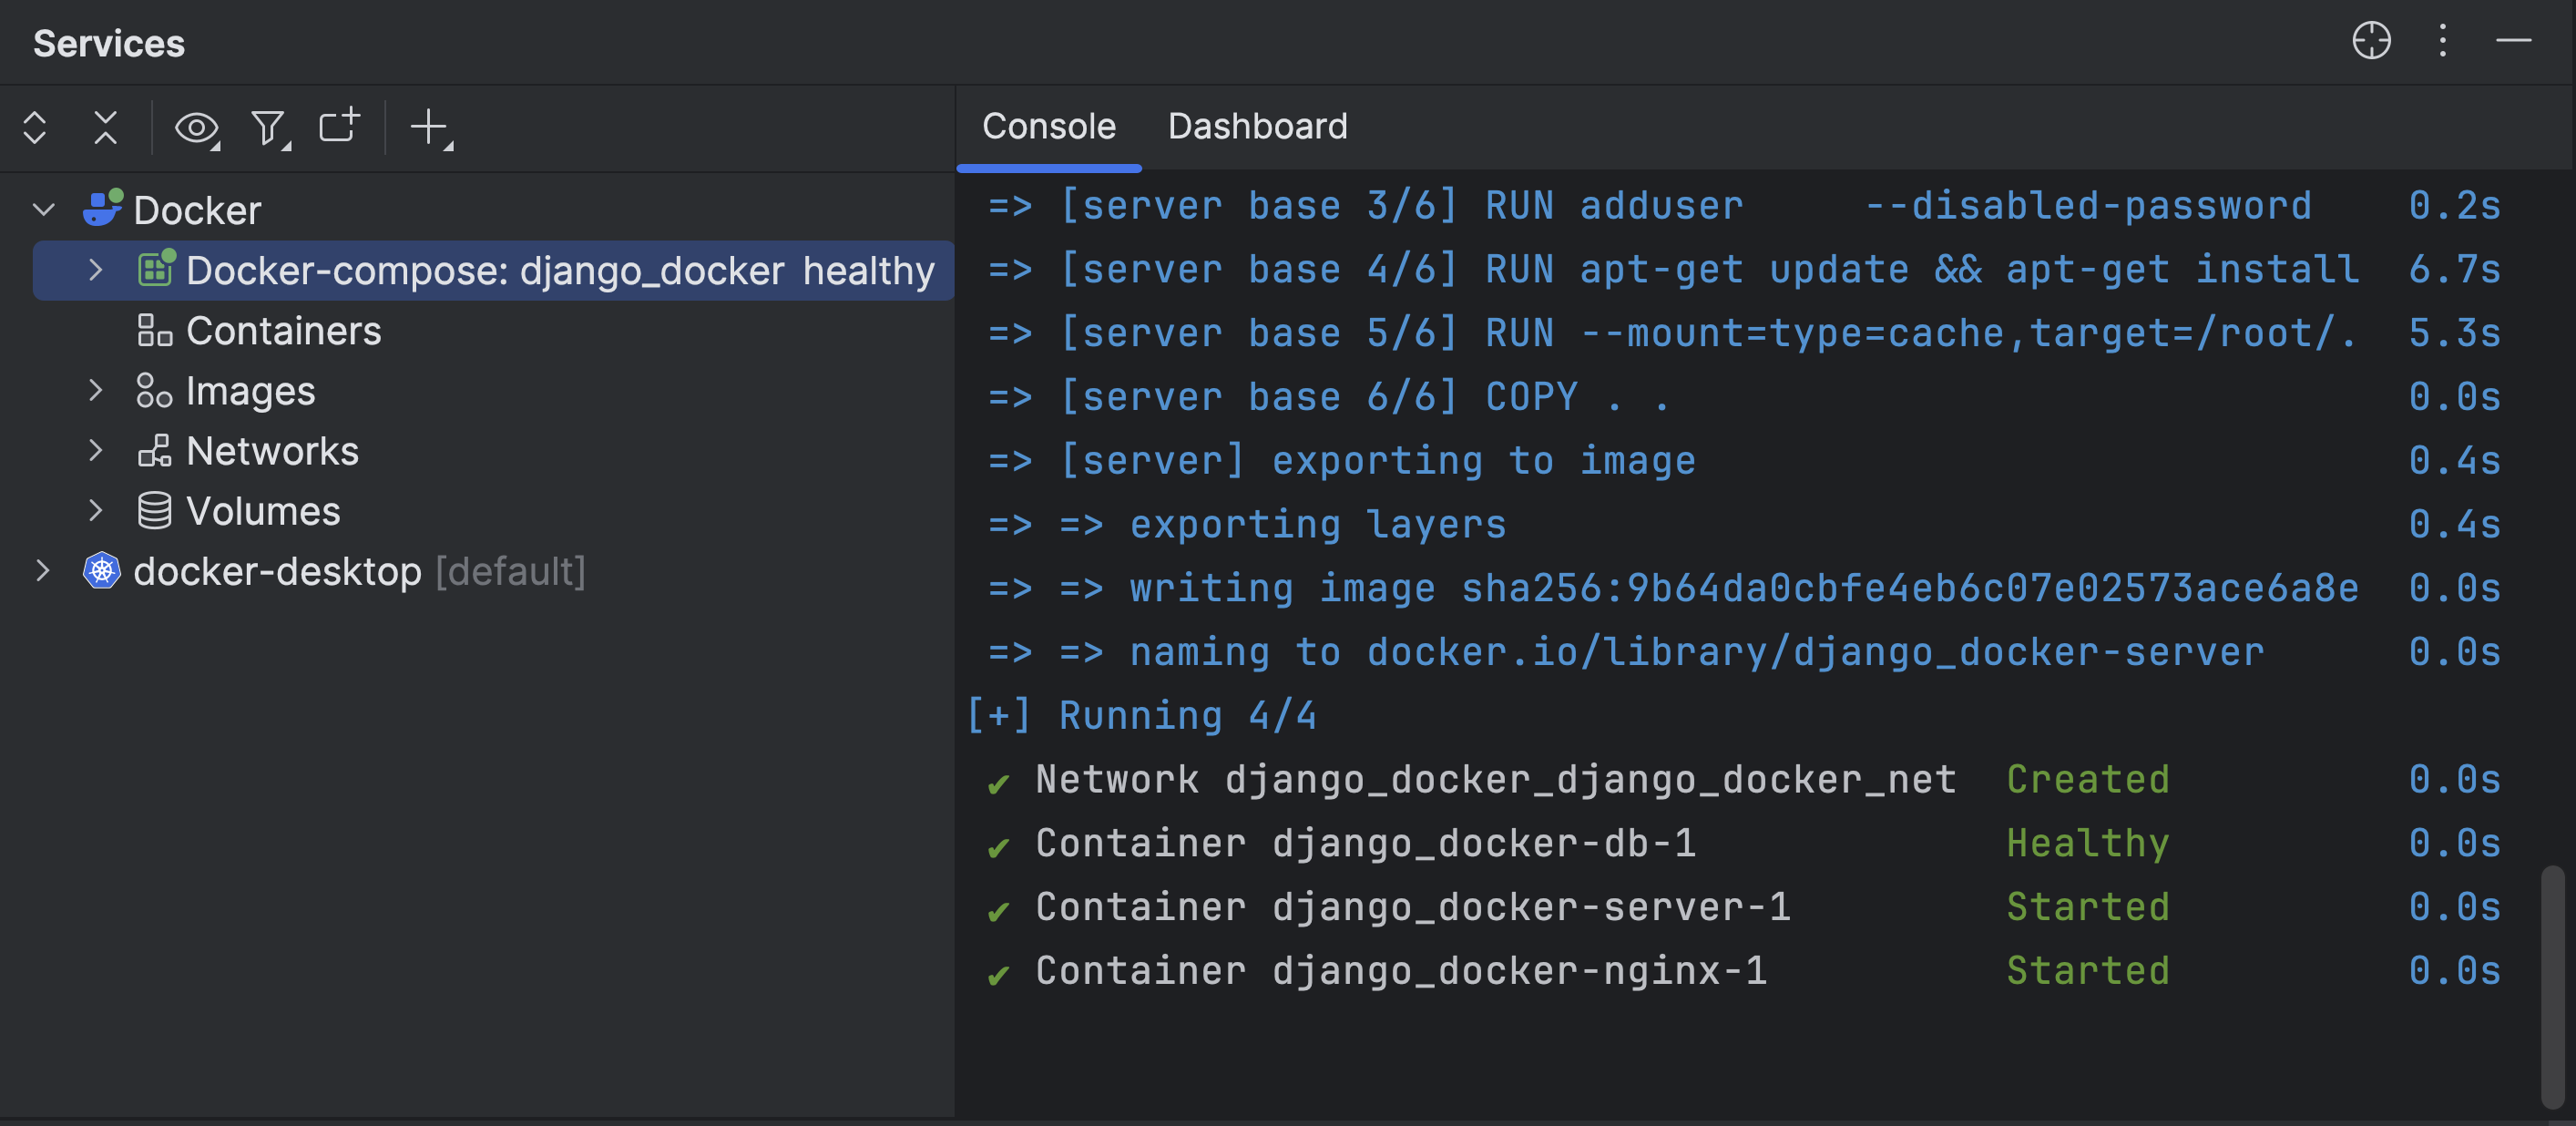 Services
Console Dashboard
Docker
Docker-compose: django_docker healthy
Containers
Images
Networks
Volumes
docker-desktop [default]
=> [server base 3/6] RUN adduser     --disabled-password 0.2s
=> [server base 4/6] RUN apt-get update && apt-get install 6.7s
=> [server base 5/6] RUN --mount=type=cache,target=/root/. 5.3s
=> [server base 6/6] COPY . . 0.0s
=> [server] exporting to image 0.4s
=> => exporting layers 0.4s
=> => writing image sha256:9b64da0cbfe4eb6c07e02573ace6a8e 0.0s
=> => naming to docker.io/library/django_docker-server 0.0s
[+] Running 4/4
✔ Network django_docker_django_docker_net Created 0.0s
✔ Container django_docker-db-1 Healthy 0.0s
✔ Container django_docker-server-1 Started 0.0s
✔ Container django_docker-nginx-1 Started 0.0s